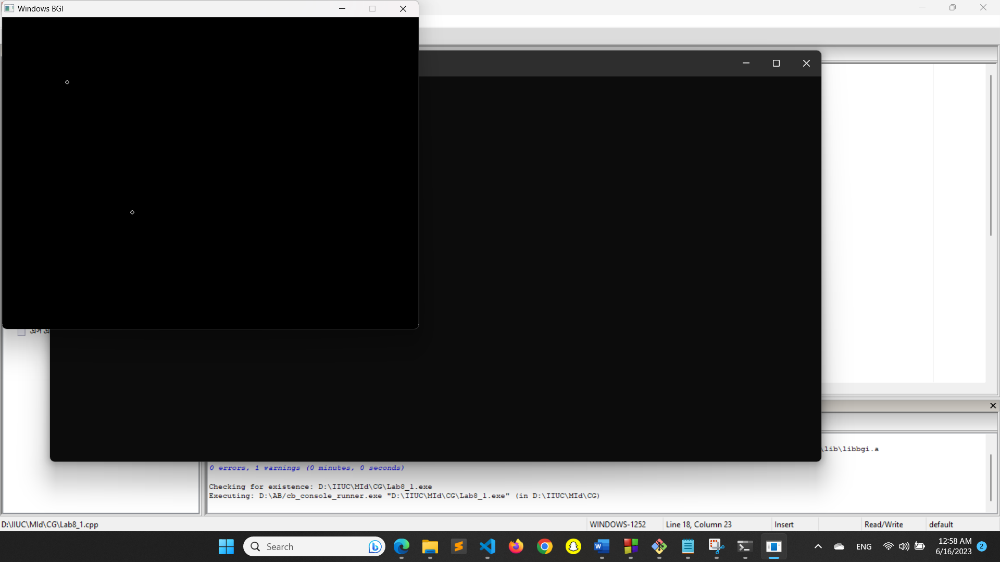 Windows BGI
\lib\libbgi.a
0 errors, 1 warnings (0 minutes, 0 seconds)
Checking for existence: D:\IIUC\MId\CG\Lab8_1.exe
Executing: D:\AB/cb_console_runner.exe "D:\IIUC\MId\CG\Lab8_1.exe" (in D:\IIUC\MId\CG)
D:\IIUC\MId\CG\Lab8_1.cpp WINDOWS-1252 Line 18, Column 23 Insert Read/Write default
Search ENG 12:58 AM
6/16/2023 2